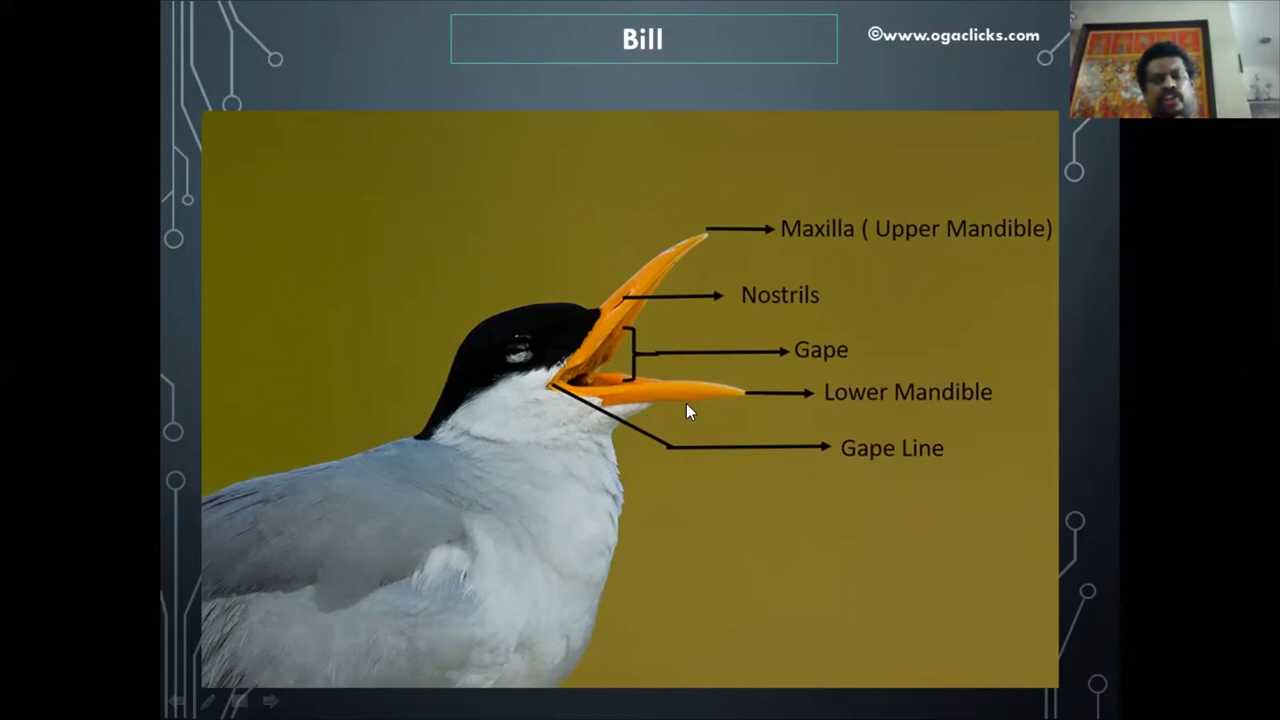 Bill
©www.ogaclicks.com
Maxilla ( Upper Mandible)
Nostrils
Gape
Lower Mandible
Gape Line